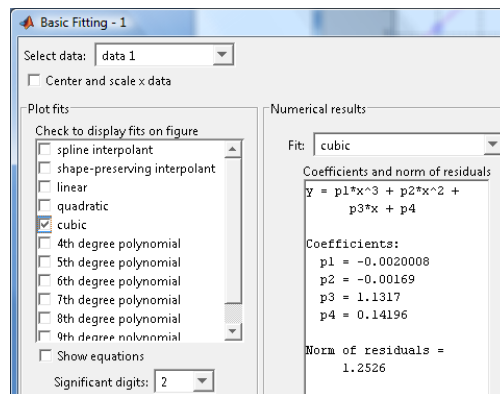 Basic Fitting - 1
Select data: data 1
Center and scale x data
Plot fits
Check to display fits on figure
spline interpolant
shape-preserving interpolant
linear
quadratic
cubic
4th degree polynomial
5th degree polynomial
6th degree polynomial
7th degree polynomial
8th degree polynomial
9th degree polynomial
Show equations
Significant digits: 2
Numerical results
Fit: cubic
Coefficients and norm of residuals
y = p1*x^3 + p2*x^2 +
p3*x + p4
Coefficients:
p1 = -0.0020008
p2 = -0.00169
p3 = 1.1317
p4 = 0.14196
Norm of residuals =
1.2526